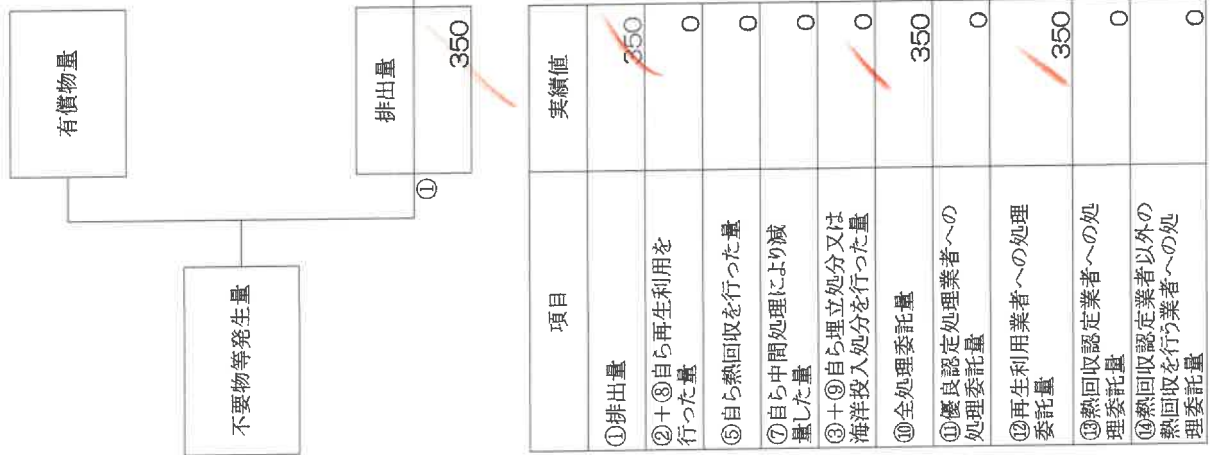 有償物量
不要物等発生量
排出量
①
350
項目
実績値
①排出量
350
②+⑧自ら再生利用を
行った量
0
⑤自ら熱回収を行った量
0
⑦自ら中間処理により減
量した量
0
③+⑨自ら埋立処分又は
海洋投入処分を行った量
0
⑩全処理委託量
350
⑪優良認定処理業者への
処理委託量
0
⑫再生利用業者への処理
委託量
350
⑬熱回収認定業者への処
理委託量
0
⑭熱回収認定業者以外の
熱回収を行う業者への処
理委託量
0